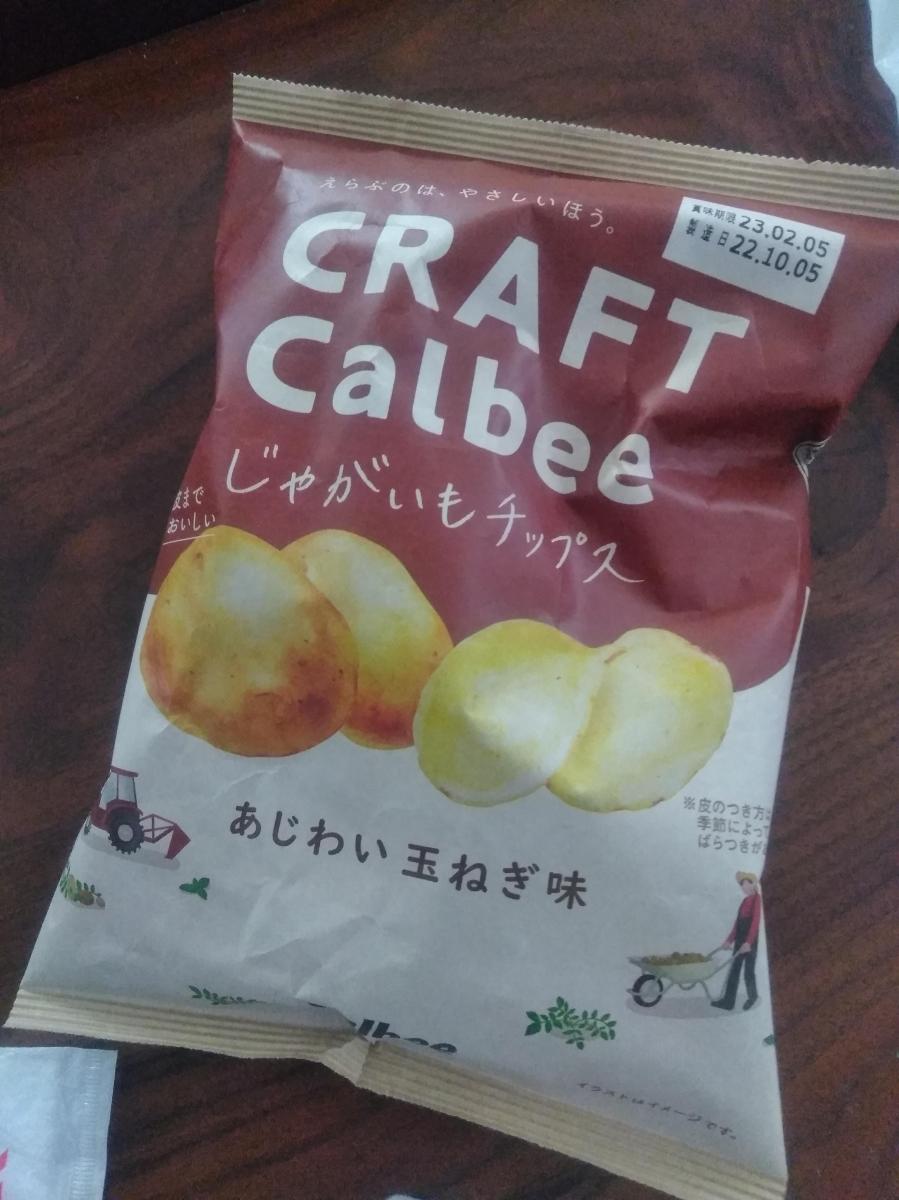 えらぶのは、やさしいほう。
賞味期限 23.02.05
製造日 22.10.05
CRAFT
Calbee
じゃがいもチップス
皮まで
おいしい
あじわい 玉ねぎ味
※皮のつき方は
季節によって
ばらつきが
Calbee
イラストはイメージです。